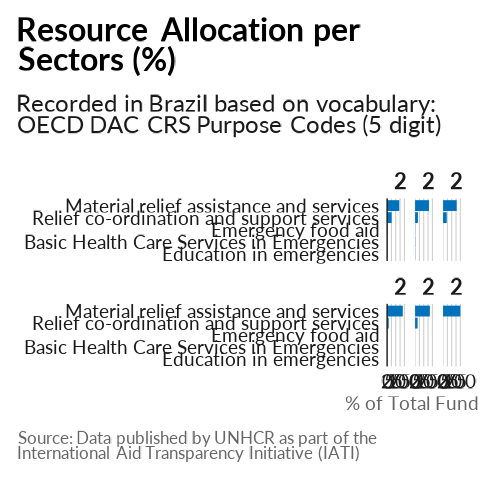 Resource Allocation per
Sectors (%)
Recorded in Brazil based on vocabulary:
OECD DAC CRS Purpose Codes (5 digit)
2 2 2
Material relief assistance and services
Relief co-ordination and support services
Emergency food aid
Basic Health Care Services in Emergencies
Education in emergencies
2 2 2
Material relief assistance and services
Relief co-ordination and support services
Emergency food aid
Basic Health Care Services in Emergencies
Education in emergencies
% of Total Fund
Source: Data published by UNHCR as part of the
International Aid Transparency Initiative (IATI)